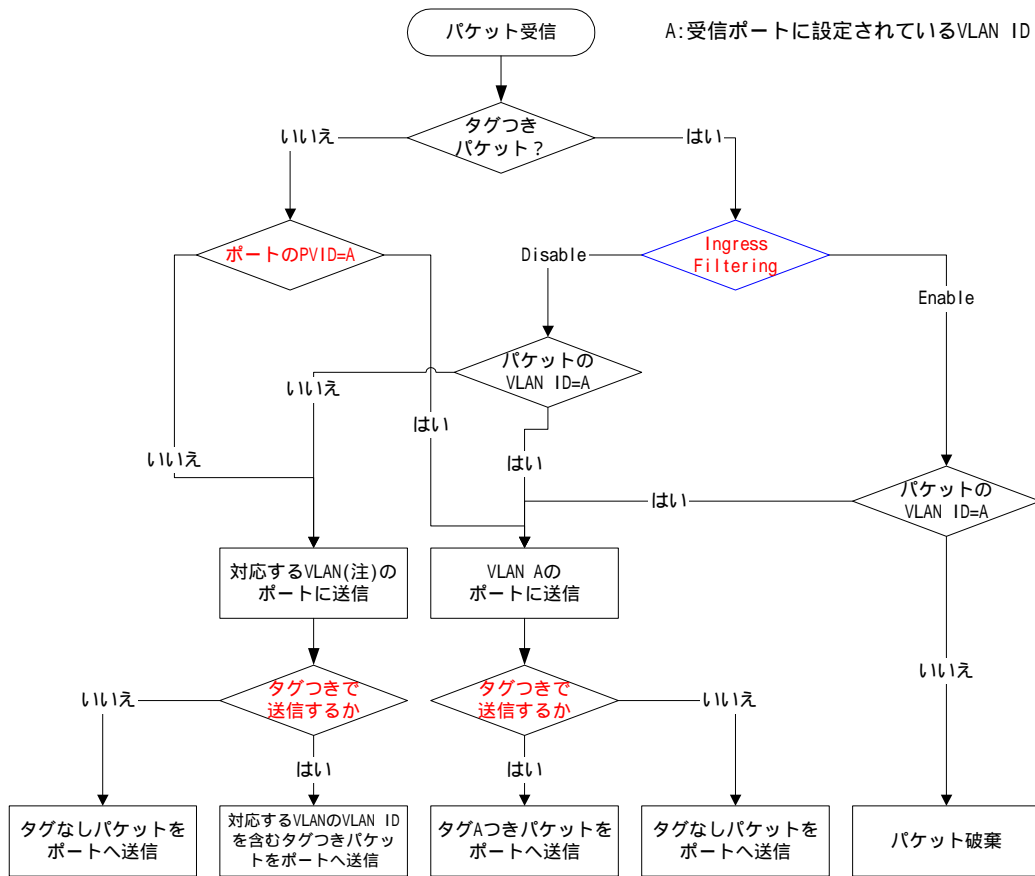 パケット受信
A:受信ポートに設定されているVLAN ID
タグつき
パケット？
いいえ
はい
ポートのPVID=A
Ingress
Filtering
Disable
Enable
パケットの
VLAN ID=A
いいえ
はい
いいえ
はい
パケットの
VLAN ID=A
はい
対応するVLAN(注)の
ポートに送信
VLAN Aの
ポートに送信
いいえ
タグつきで
送信するか
タグつきで
送信するか
いいえ
いいえ
はい
はい
タグなしパケットを
ポートへ送信
対応するVLANのVLAN ID
を含むタグつきパケッ
トをポートへ送信
タグAつきパケットを
ポートへ送信
タグなしパケットを
ポートへ送信
パケット破棄